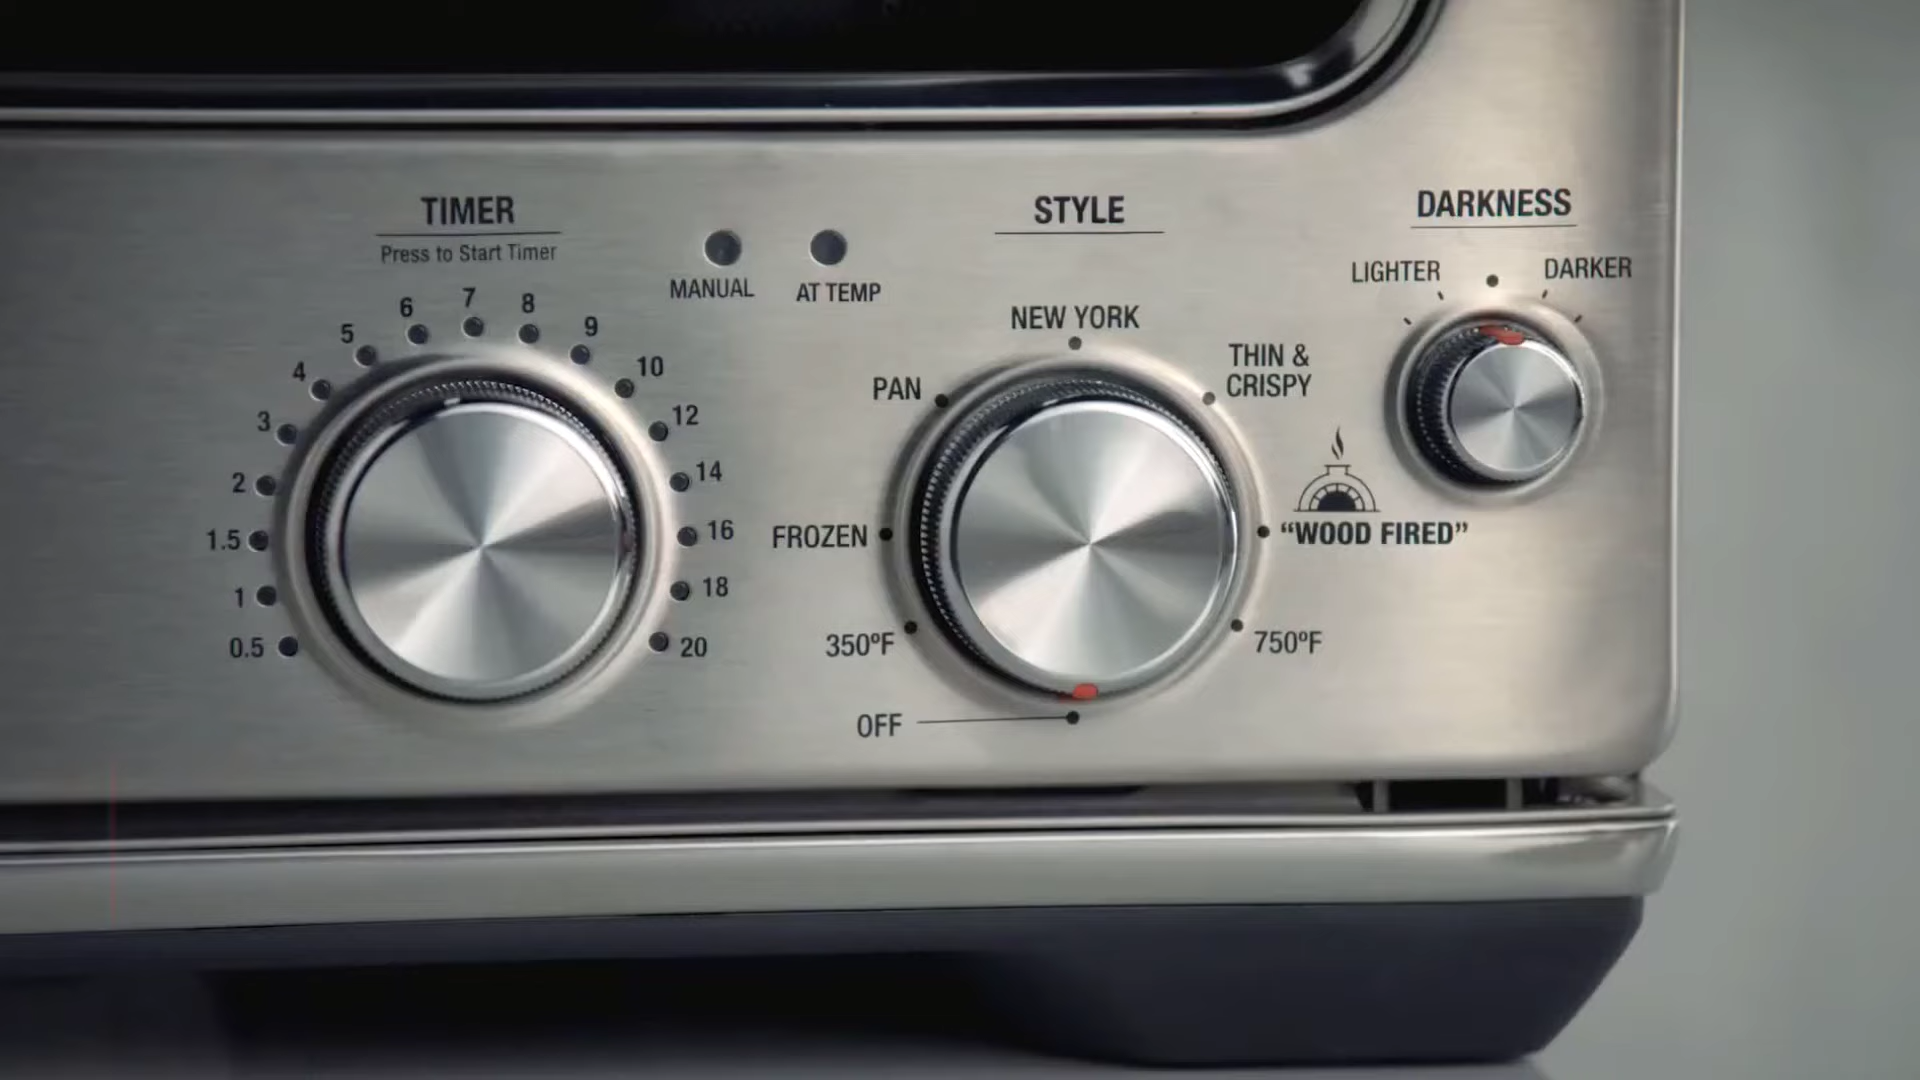 TIMER
Press to Start Timer
0.5
1
1.5
2
3
4
5
6
7
8
9
10
12
14
16
18
20
MANUAL
AT TEMP
STYLE
OFF
350ºF
FROZEN
PAN
NEW YORK
THIN &
CRISPY
“WOOD FIRED”
750ºF
DARKNESS
LIGHTER
DARKER